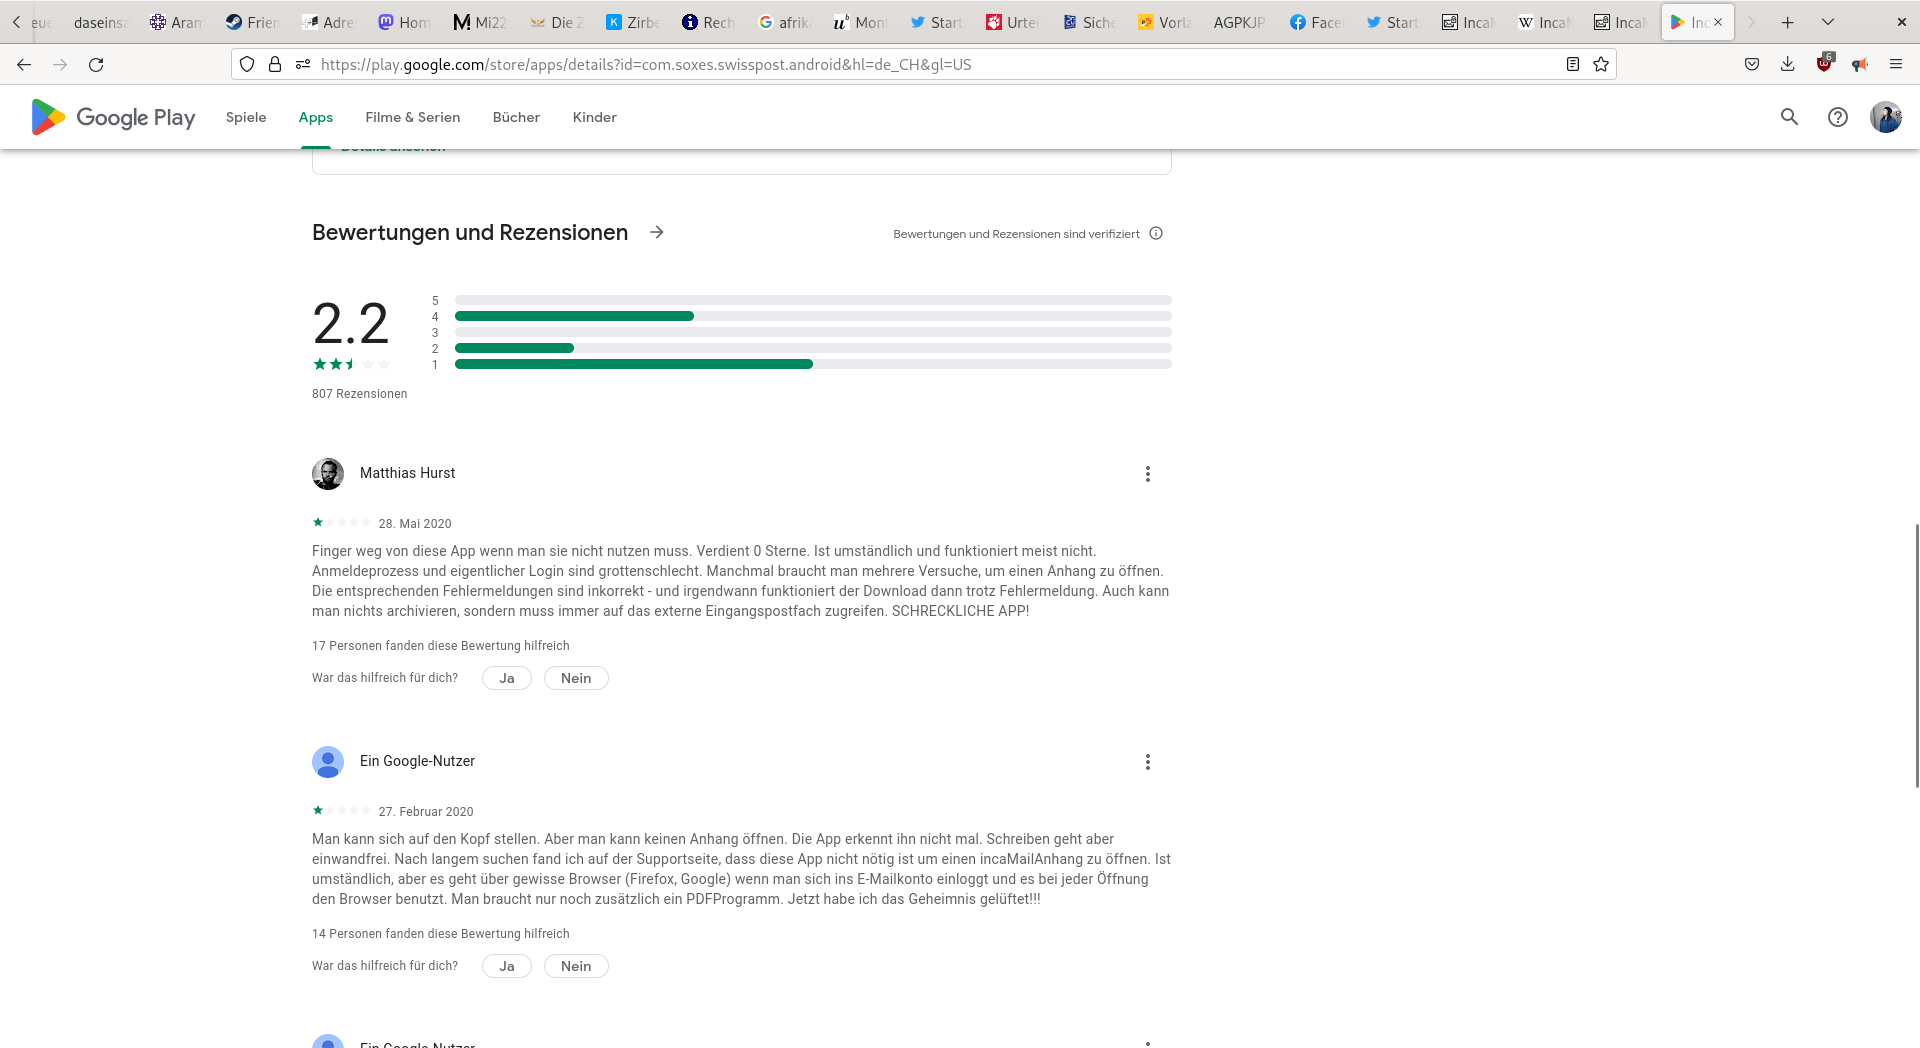 daseinsa
Aram
Frien
Adre
Hom
Mi22
Die Z
Zirbe
Rech
afrik
Mon
Start
Urtei
Siche
Vorla
AGPKJP
Face
Start
IncaM
IncaM
IncaM
Inc
https://play.google.com/store/apps/details?id=com.soxes.swisspost.android&hl=de_CH&gl=US
6
Google Play
Spiele
Apps
Filme & Serien
Bücher
Kinder
Details ansehen
Bewertungen und Rezensionen
Bewertungen und Rezensionen sind verifiziert
2.2
5
4
3
2
1
807 Rezensionen
Matthias Hurst
28. Mai 2020
Finger weg von diese App wenn man sie nicht nutzen muss. Verdient 0 Sterne. Ist umständlich und funktioniert meist nicht.
Anmeldeprozess und eigentlicher Login sind grottenschlecht. Manchmal braucht man mehrere Versuche, um einen Anhang zu öffnen.
Die entsprechenden Fehlermeldungen sind inkorrekt - und irgendwann funktioniert der Download dann trotz Fehlermeldung. Auch kann
man nichts archivieren, sondern muss immer auf das externe Eingangspostfach zugreifen. SCHRECKLICHE APP!
17 Personen fanden diese Bewertung hilfreich
War das hilfreich für dich?
Ja
Nein
Ein Google-Nutzer
27. Februar 2020
Man kann sich auf den Kopf stellen. Aber man kann keinen Anhang öffnen. Die App erkennt ihn nicht mal. Schreiben geht aber
einwandfrei. Nach langem suchen fand ich auf der Supportseite, dass diese App nicht nötig ist um einen incaMailAnhang zu öffnen. Ist
umständlich, aber es geht über gewisse Browser (Firefox, Google) wenn man sich ins E-Mailkonto einloggt und es bei jeder Öffnung
den Browser benutzt. Man braucht nur noch zusätzlich ein PDFProgramm. Jetzt habe ich das Geheimnis gelüftet!!!
14 Personen fanden diese Bewertung hilfreich
War das hilfreich für dich?
Ja
Nein
Ein Google-Nutzer